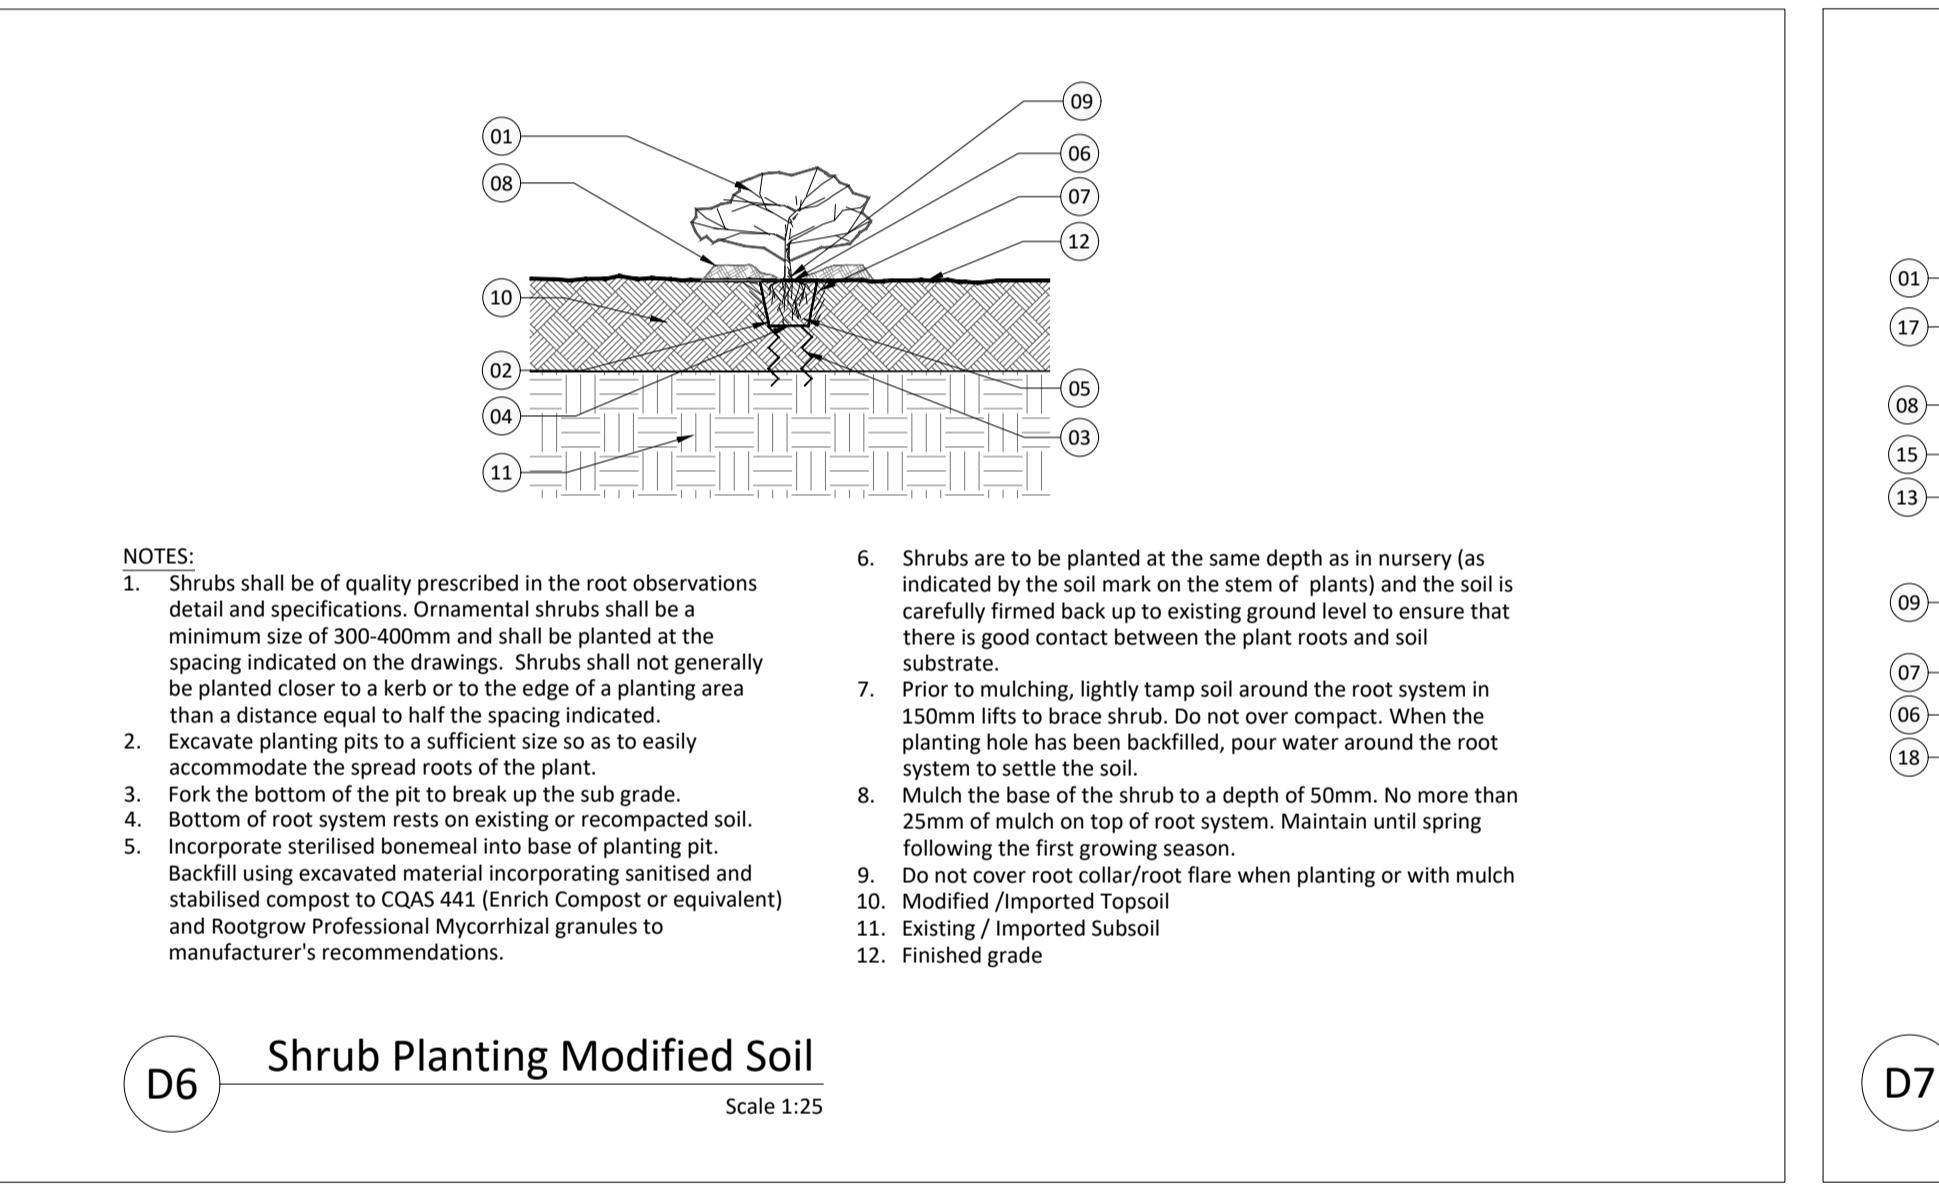 01
08
10
02
04
11
09
06
07
12
05
03
NOTES:
1. Shrubs shall be of quality prescribed in the root observations
detail and specifications. Ornamental shrubs shall be a
minimum size of 300-400mm and shall be planted at the
spacing indicated on the drawings. Shrubs shall not generally
be planted closer to a kerb or to the edge of a planting area
than a distance equal to half the spacing indicated.
2. Excavate planting pits to a sufficient size so as to easily
accommodate the spread roots of the plant.
3. Fork the bottom of the pit to break up the sub grade.
4. Bottom of root system rests on existing or recompacted soil.
5. Incorporate sterilised bonemeal into base of planting pit.
Backfill using excavated material incorporating sanitised and
stabilised compost to CQAS 441 (Enrich Compost or equivalent)
and Rootgrow Professional Mycorrhizal granules to
manufacturer's recommendations.
6. Shrubs are to be planted at the same depth as in nursery (as
indicated by the soil mark on the stem of plants) and the soil is
carefully firmed back up to existing ground level to ensure that
there is good contact between the plant roots and soil
substrate.
7. Prior to mulching, lightly tamp soil around the root system in
150mm lifts to brace shrub. Do not over compact. When the
planting hole has been backfilled, pour water around the root
system to settle the soil.
8. Mulch the base of the shrub to a depth of 50mm. No more than
25mm of mulch on top of root system. Maintain until spring
following the first growing season.
9. Do not cover root collar/root flare when planting or with mulch
10. Modified /Imported Topsoil
11. Existing / Imported Subsoil
12. Finished grade
D6
Shrub Planting Modified Soil
Scale 1:25
01
17
08
15
13
09
07
06
18
D7